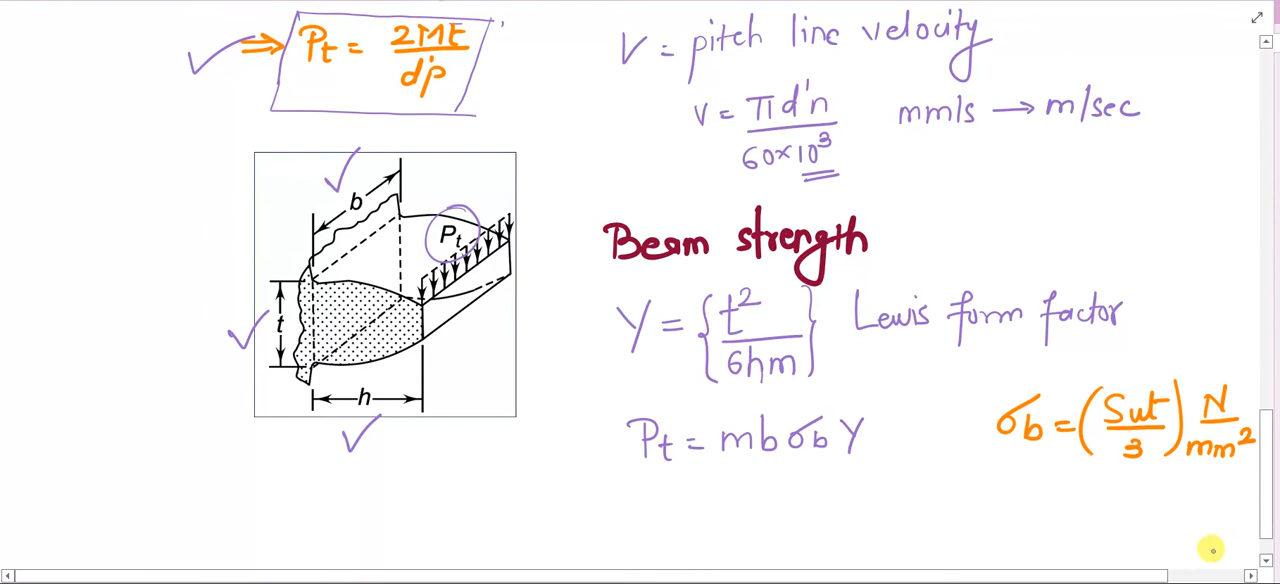 ⇒ Pt = 2Mt / d'p
V = pitch line velocity
v = πd'n / 60×10³ mm/s → m/sec
b
Pt
t
h
Beam strength
Y = {t² / 6hm} Lewis form factor
Pt = mbσbY
σb = (Sut / 3) N / mm²